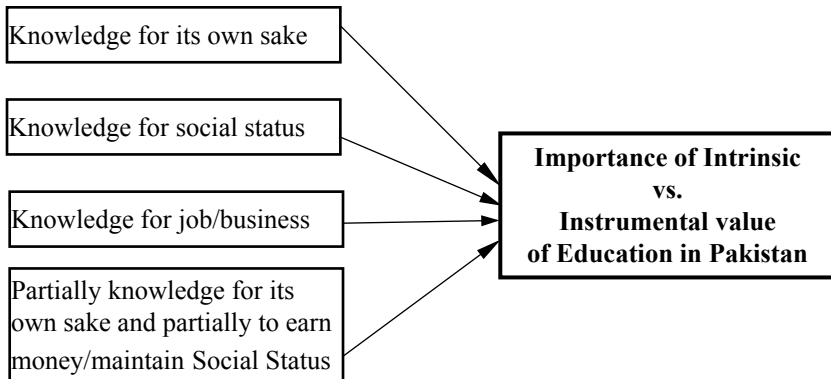 Knowledge for its own sake
Knowledge for social status
Knowledge for job/business
Partially knowledge for its
own sake and partially to earn
money/maintain Social Status
Importance of Intrinsic
vs.
Instrumental value
of Education in Pakistan